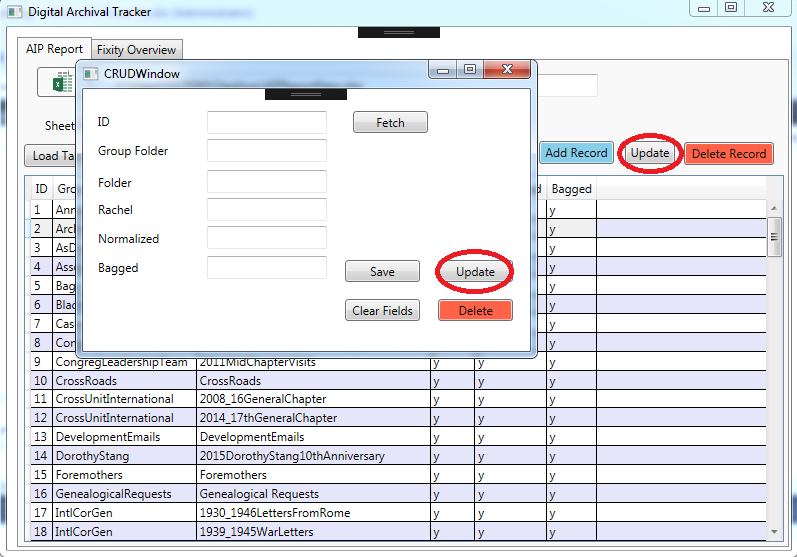 Digital Archival Tracker
AIP Report Fixity Overview
CRUDWindow
ID Fetch
Group Folder
Folder
Rachel
Normalized
Bagged Save Update
Clear Fields Delete
Sheet
Load Ta Add Record Update Delete Record
ID Gro d Bagged
1 Ann y
2 Arc y
3 AsD y
4 Asse y
5 Bag y
6 Blac y
7 Cas y
8 Con y
9 CongregLeadershipTeam 2011MidChapterVisits y y y
10 CrossRoads CrossRoads y y y
11 CrossUnitInternational 2008_16GeneralChapter y y y
12 CrossUnitInternational 2014_17thGeneralChapter y y y
13 DevelopmentEmails DevelopmentEmails y y y
14 DorothyStang 2015DorothyStang10thAnniversary y y y
15 Foremothers Foremothers y y y
16 GenealogicalRequests Genealogical Requests y y y
17 IntlCorGen 1930_1946LettersFromRome y y y
18 IntlCorGen 1939_1945WarLetters y y y